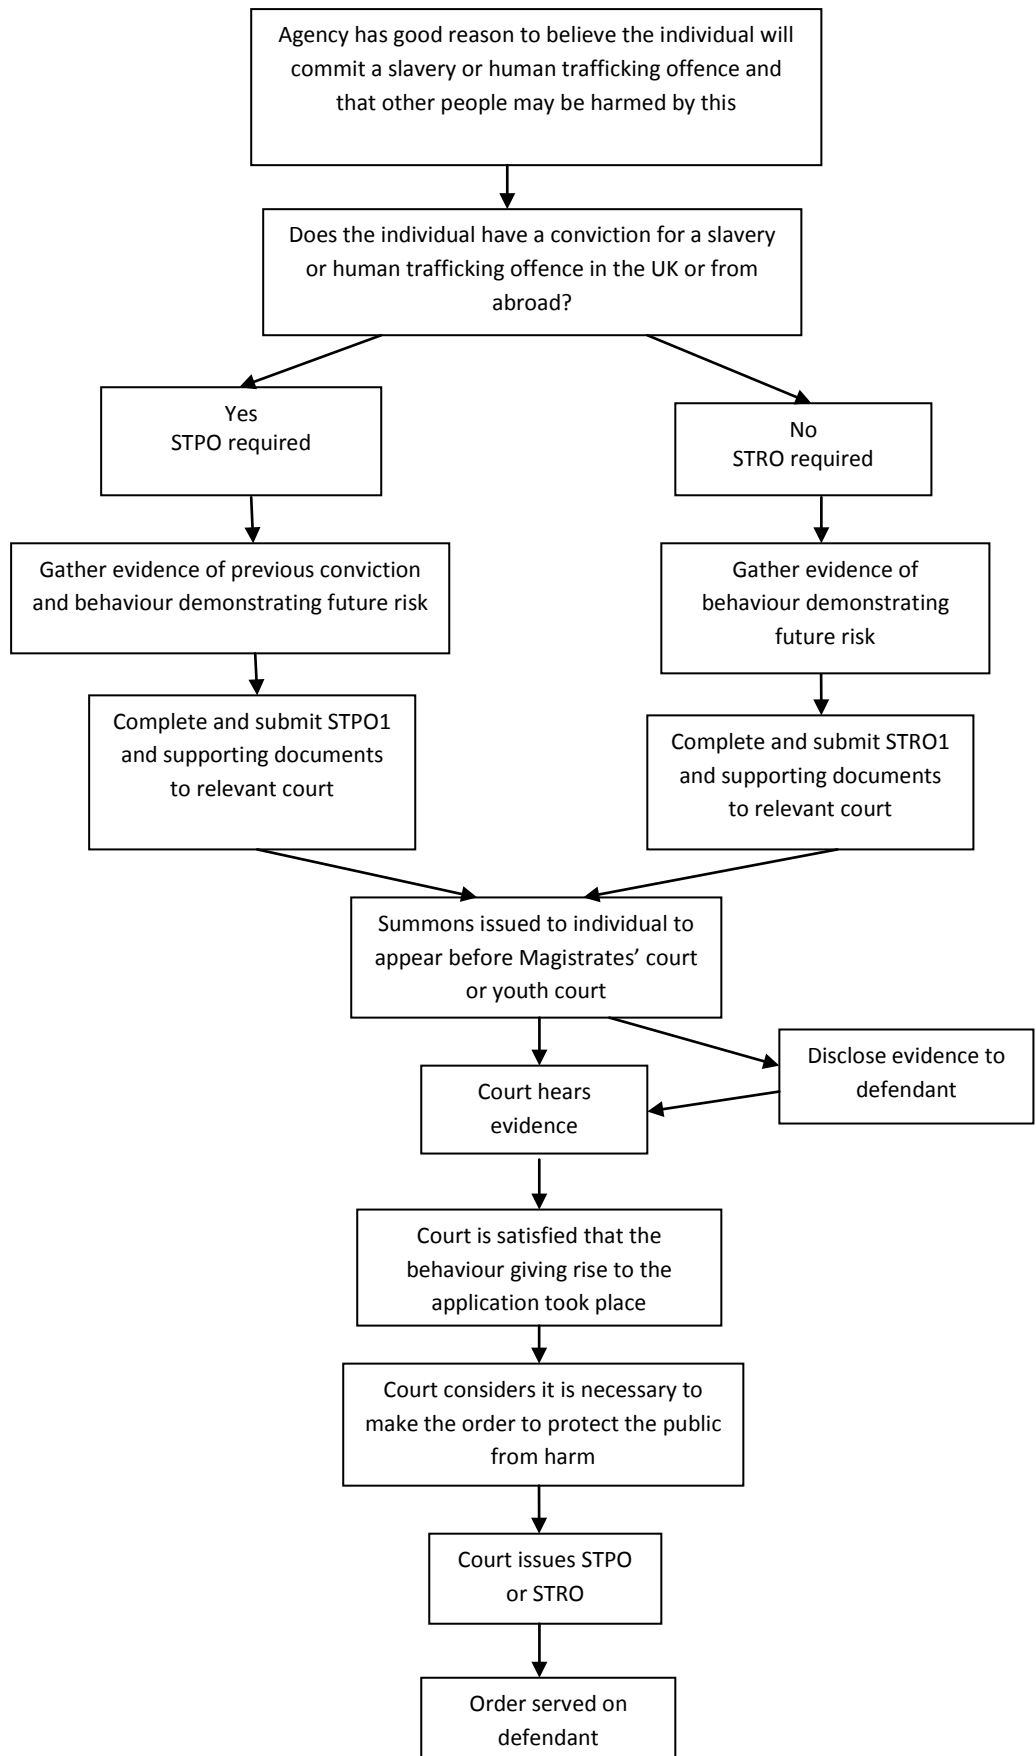 Agency has good reason to believe the individual will
commit a slavery or human trafficking offence and
that other people may be harmed by this
Does the individual have a conviction for a slavery
or human trafficking offence in the UK or from
abroad?
Yes
STPO required
No
STRO required
Gather evidence of previous conviction
and behaviour demonstrating future risk
Gather evidence of
behaviour demonstrating
future risk
Complete and submit STPO1
and supporting documents
to relevant court
Complete and submit STRO1
and supporting documents
to relevant court
Summons issued to individual to
appear before Magistrates’ court
or youth court
Disclose evidence to
defendant
Court hears
evidence
Court is satisfied that the
behaviour giving rise to the
application took place
Court considers it is necessary to
make the order to protect the public
from harm
Court issues STPO
or STRO
Order served on
defendant